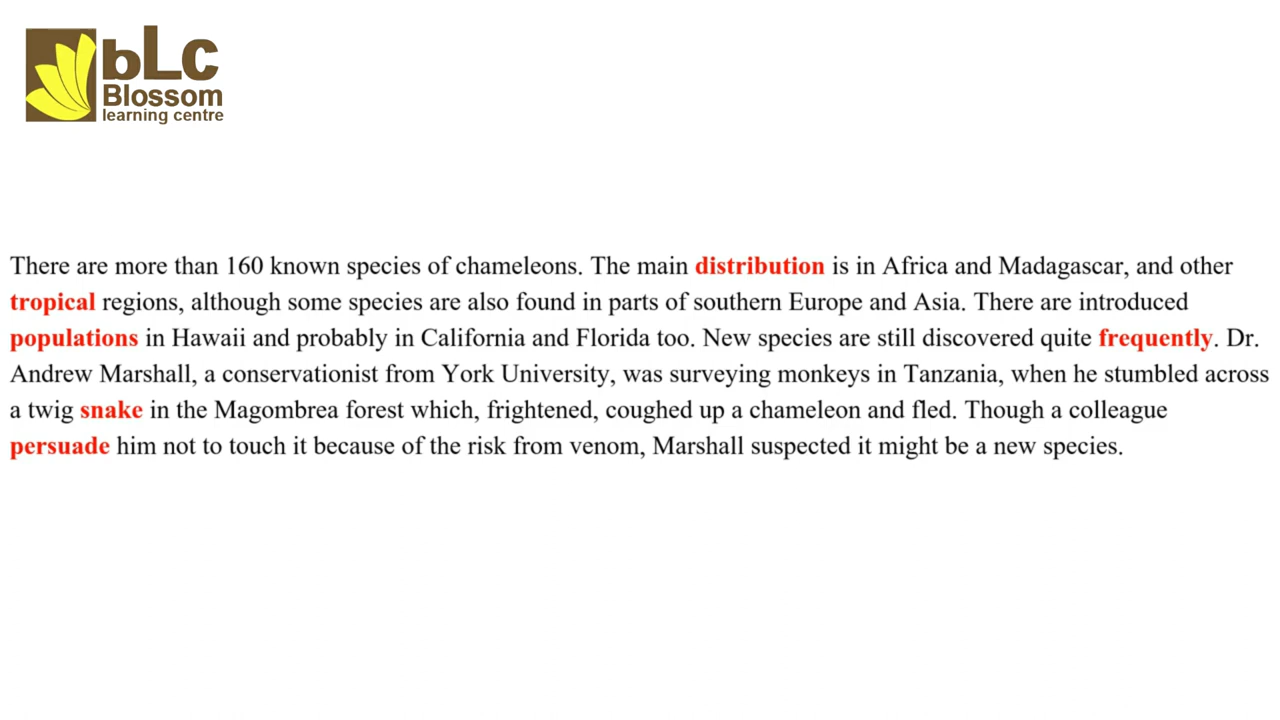 bLc
Blossom
learning centre
There are more than 160 known species of chameleons. The main distribution is in Africa and Madagascar, and other
tropical regions, although some species are also found in parts of southern Europe and Asia. There are introduced
populations in Hawaii and probably in California and Florida too. New species are still discovered quite frequently. Dr.
Andrew Marshall, a conservationist from York University, was surveying monkeys in Tanzania, when he stumbled across
a twig snake in the Magombrea forest which, frightened, coughed up a chameleon and fled. Though a colleague
persuade him not to touch it because of the risk from venom, Marshall suspected it might be a new species.